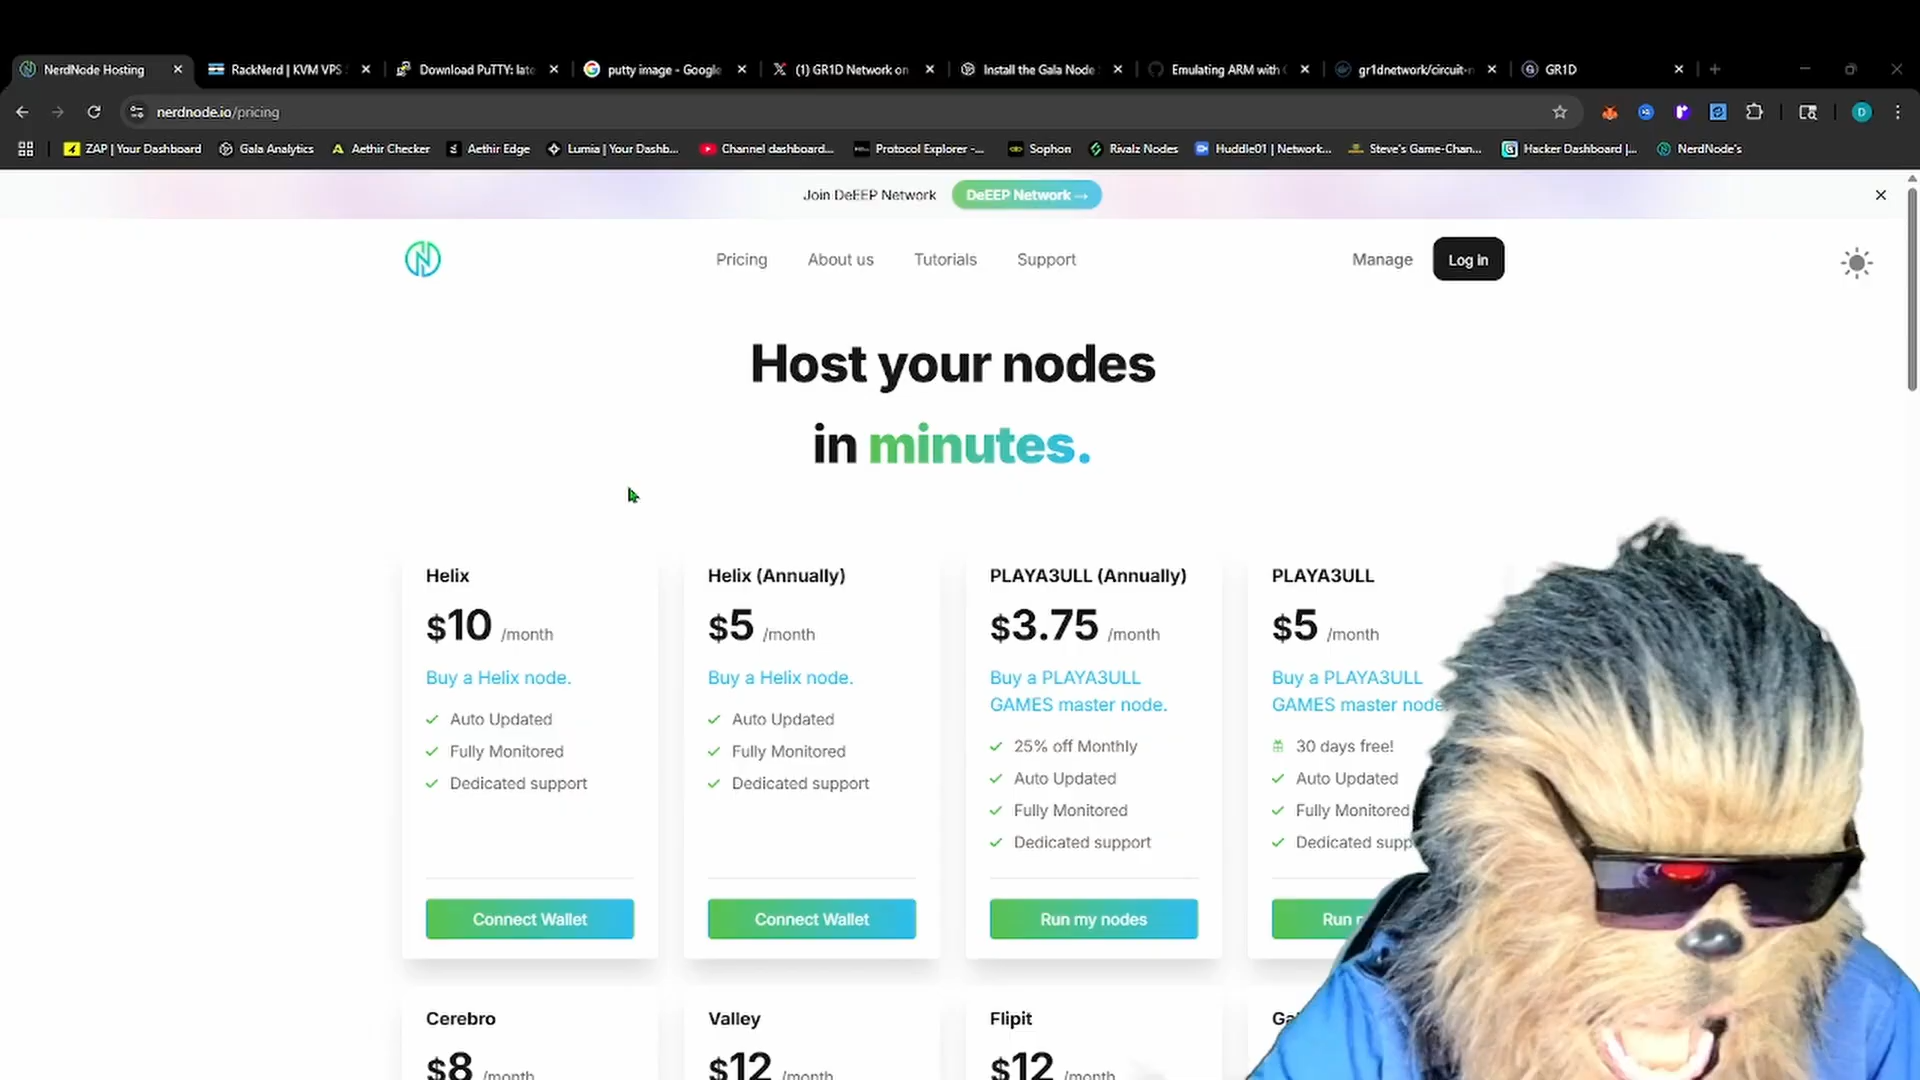 NerdNode Hosting
RackNerd | KVM VPS
Download PuTTY: late
putty image - Google
(1) GR1D Network on
Install the Gala Node
Emulating ARM with
gr1dnetwork/circuit-n
GR1D
nerdnode.io/pricing
ZAP | Your Dashboard
Gala Analytics
Aethir Checker
Aethir Edge
Lumia | Your Dashb...
Channel dashboard...
Protocol Explorer -...
Sophon
Rivalz Nodes
Huddle01 | Network...
Steve's Game-Chan...
Hacker Dashboard |...
NerdNode's
Join DeEEP Network
DeEEP Network →
Pricing
About us
Tutorials
Support
Manage
Log in
Host your nodes
in minutes.
Helix
$10 /month
Buy a Helix node.
Auto Updated
Fully Monitored
Dedicated support
Connect Wallet
Helix (Annually)
$5 /month
Buy a Helix node.
Auto Updated
Fully Monitored
Dedicated support
Connect Wallet
PLAYA3ULL (Annually)
$3.75 /month
Buy a PLAYA3ULL
GAMES master node.
25% off Monthly
Auto Updated
Fully Monitored
Dedicated support
Run my nodes
PLAYA3ULL
$5 /month
Buy a PLAYA3ULL
GAMES master node.
30 days free!
Auto Updated
Fully Monitored
Dedicated supp
Run
Cerebro
$8 /month
Valley
$12 /month
Flipit
$12 /month
Ga